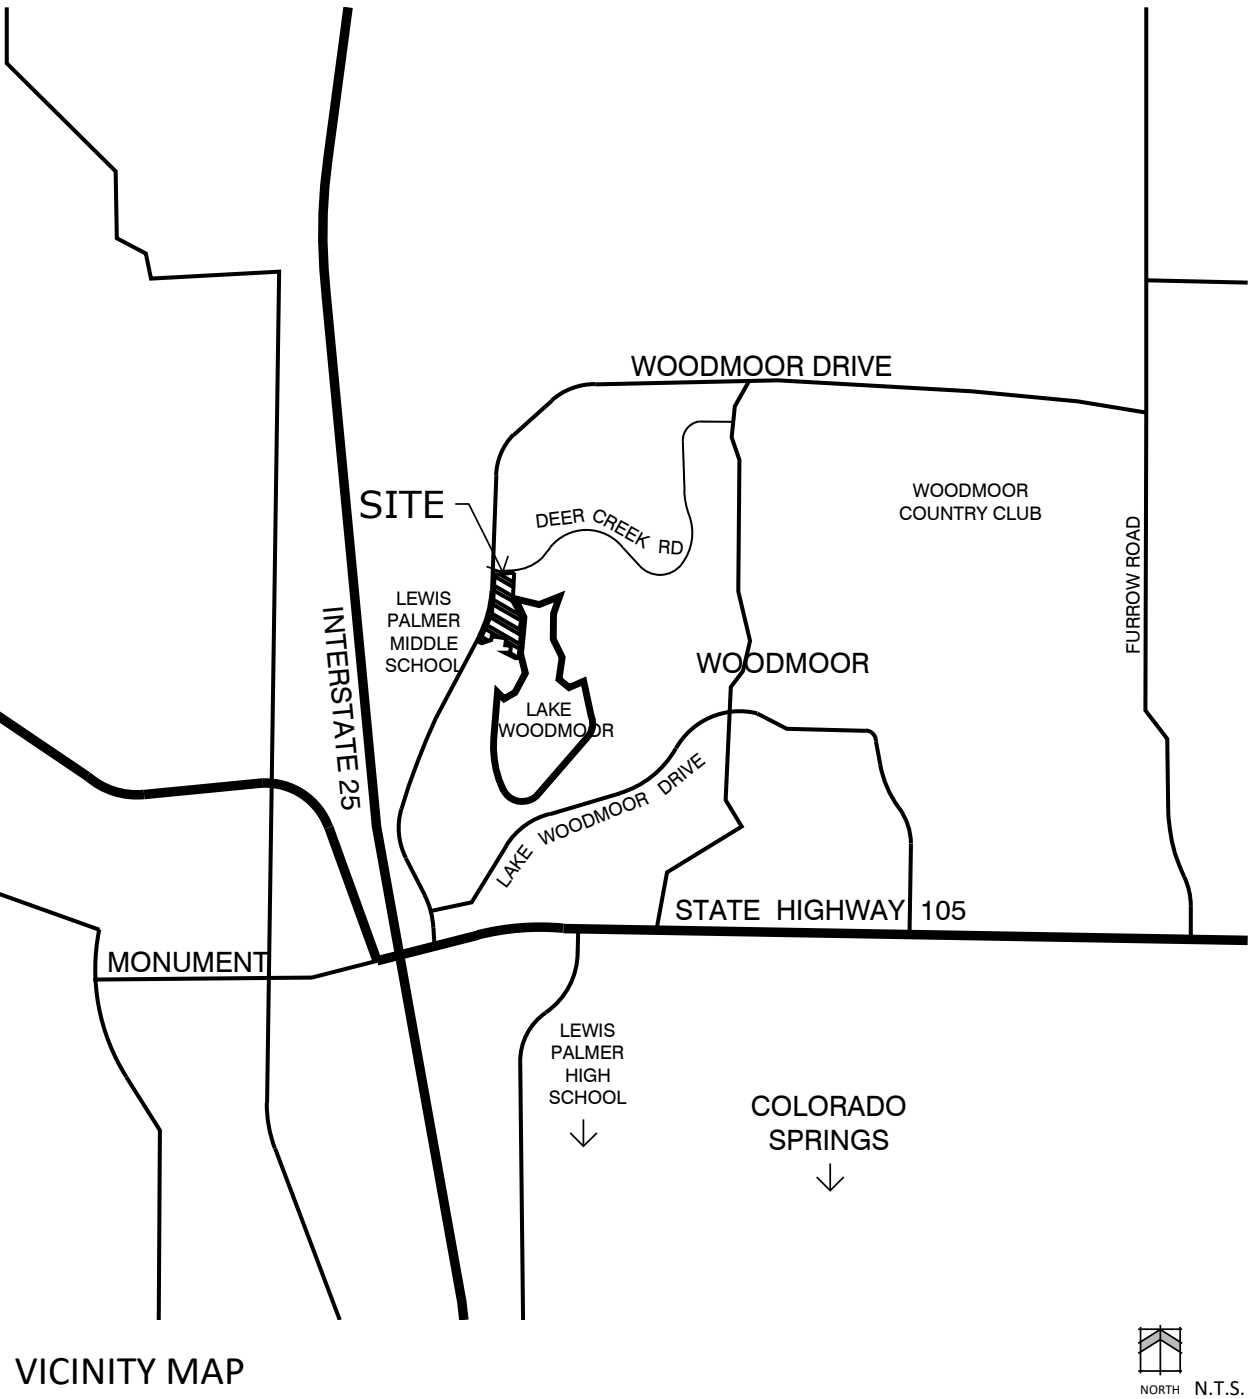 WOODMOOR DRIVE
WOODMOOR
COUNTRY CLUB
SITE
DEER CREEK RD
FURROW ROAD
LEWIS
PALMER
MIDDLE
SCHOOL
INTERSTATE 25
WOODMOOR
LAKE
WOODMOOR
LAKE WOODMOOR DRIVE
STATE HIGHWAY 105
MONUMENT
LEWIS
PALMER
HIGH
SCHOOL
COLORADO
SPRINGS
VICINITY MAP
NORTH N.T.S.